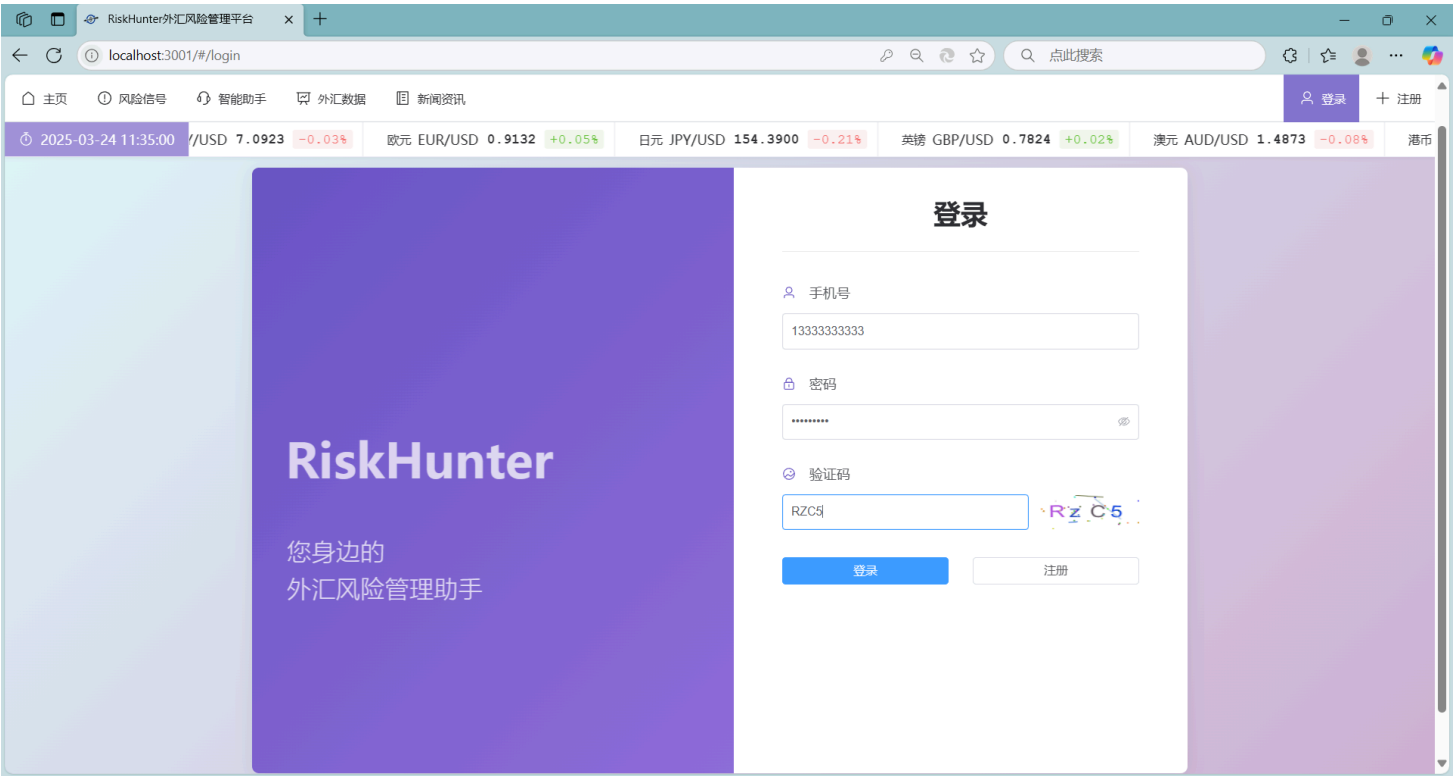 RiskHunter外汇风险管理平台
localhost:3001/#/login
点此搜索
主页 风险信号 智能助手 外汇数据 新闻资讯 登录 注册
2025-03-24 11:35:00 /USD 7.0923 -0.03% 欧元 EUR/USD 0.9132 +0.05% 日元 JPY/USD 154.3900 -0.21% 英镑 GBP/USD 0.7824 +0.02% 澳元 AUD/USD 1.4873 -0.08% 港币
RiskHunter
您身边的
外汇风险管理助手
登录
手机号
13333333333
密码
•••••••••
验证码
RZC5 RzC5
登录 注册